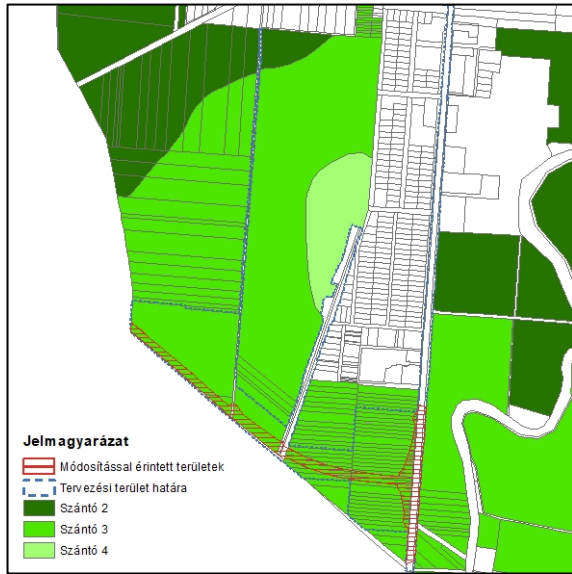 Jelmagyarázat
Módosítással érintett területek
Tervezési terület határa
Szántó 2
Szántó 3
Szántó 4